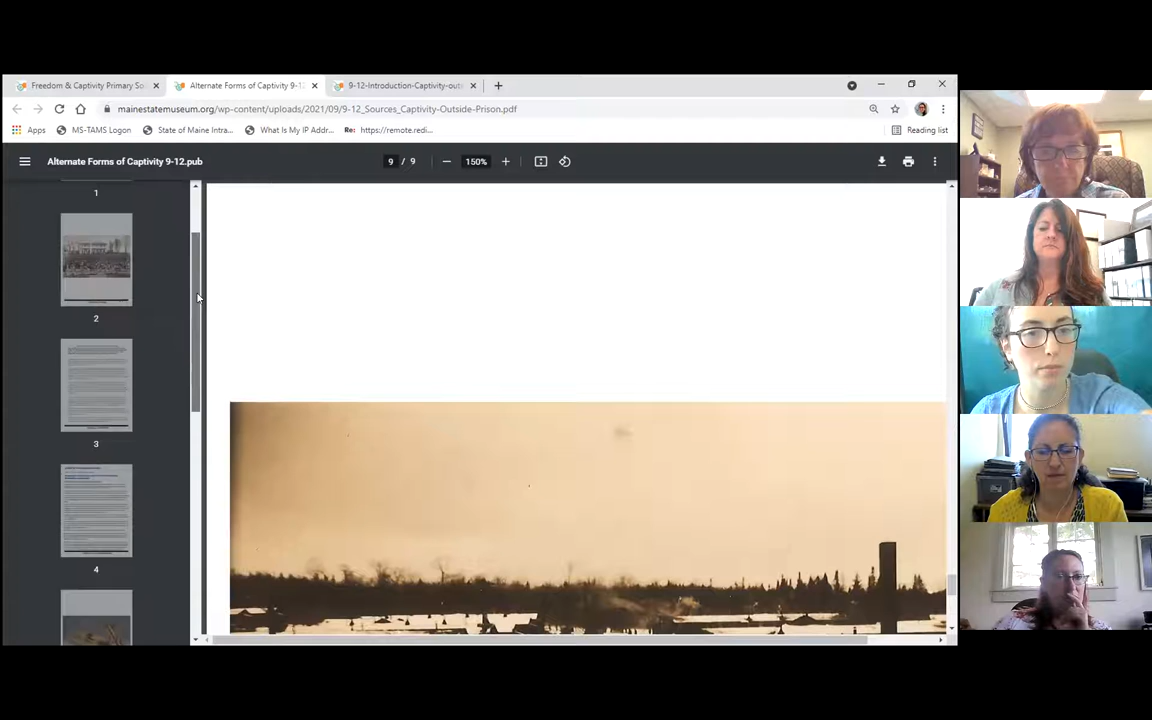 Freedom & Captivity Primary So
Alternate Forms of Captivity 9-12
9-12-Introduction-Captivity-out
mainestatemuseum.org/wp-content/uploads/2021/09/9-12_Sources_Captivity-Outside-Prison.pdf
Apps MS-TAMS Logon State of Maine Intra... What Is My IP Addr... Re: https://remote.redi... Reading list
Alternate Forms of Captivity 9-12.pub 9 / 9 150%
1
2
3
4